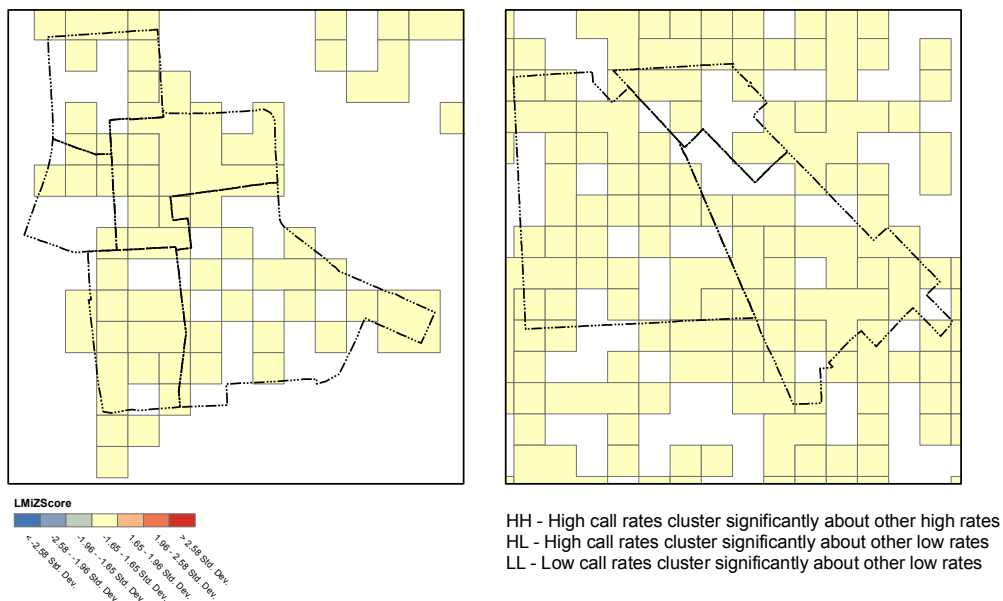 LMiZScore
< -2.58 Std. Dev.
-2.58 - -1.96 Std. Dev.
-1.96 - -1.65 Std. Dev.
-1.65 - 1.65 Std. Dev.
1.65 - 1.96 Std. Dev.
1.96 - 2.58 Std. Dev.
> 2.58 Std. Dev.
HH - High call rates cluster significantly about other high rates
HL - High call rates cluster significantly about other low rates
LL - Low call rates cluster significantly about other low rates